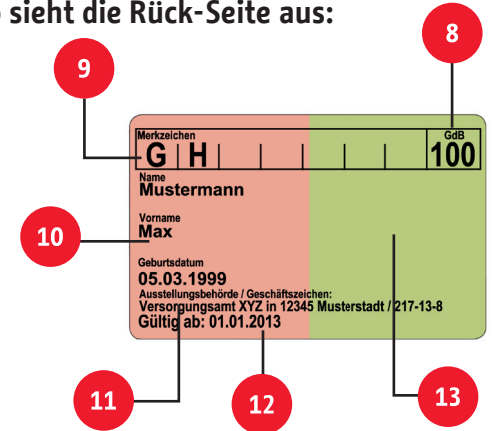 sieht die Rück-Seite aus:
8
9
Merkzeichen GdB
G H 100
Name
Mustermann
Vorname
Max
10
Geburtsdatum
05.03.1999
Ausstellungsbehörde / Geschäftszeichen:
Versorgungsamt XYZ in 12345 Musterstadt / 217-13-8
Gültig ab: 01.01.2013
11
12
13